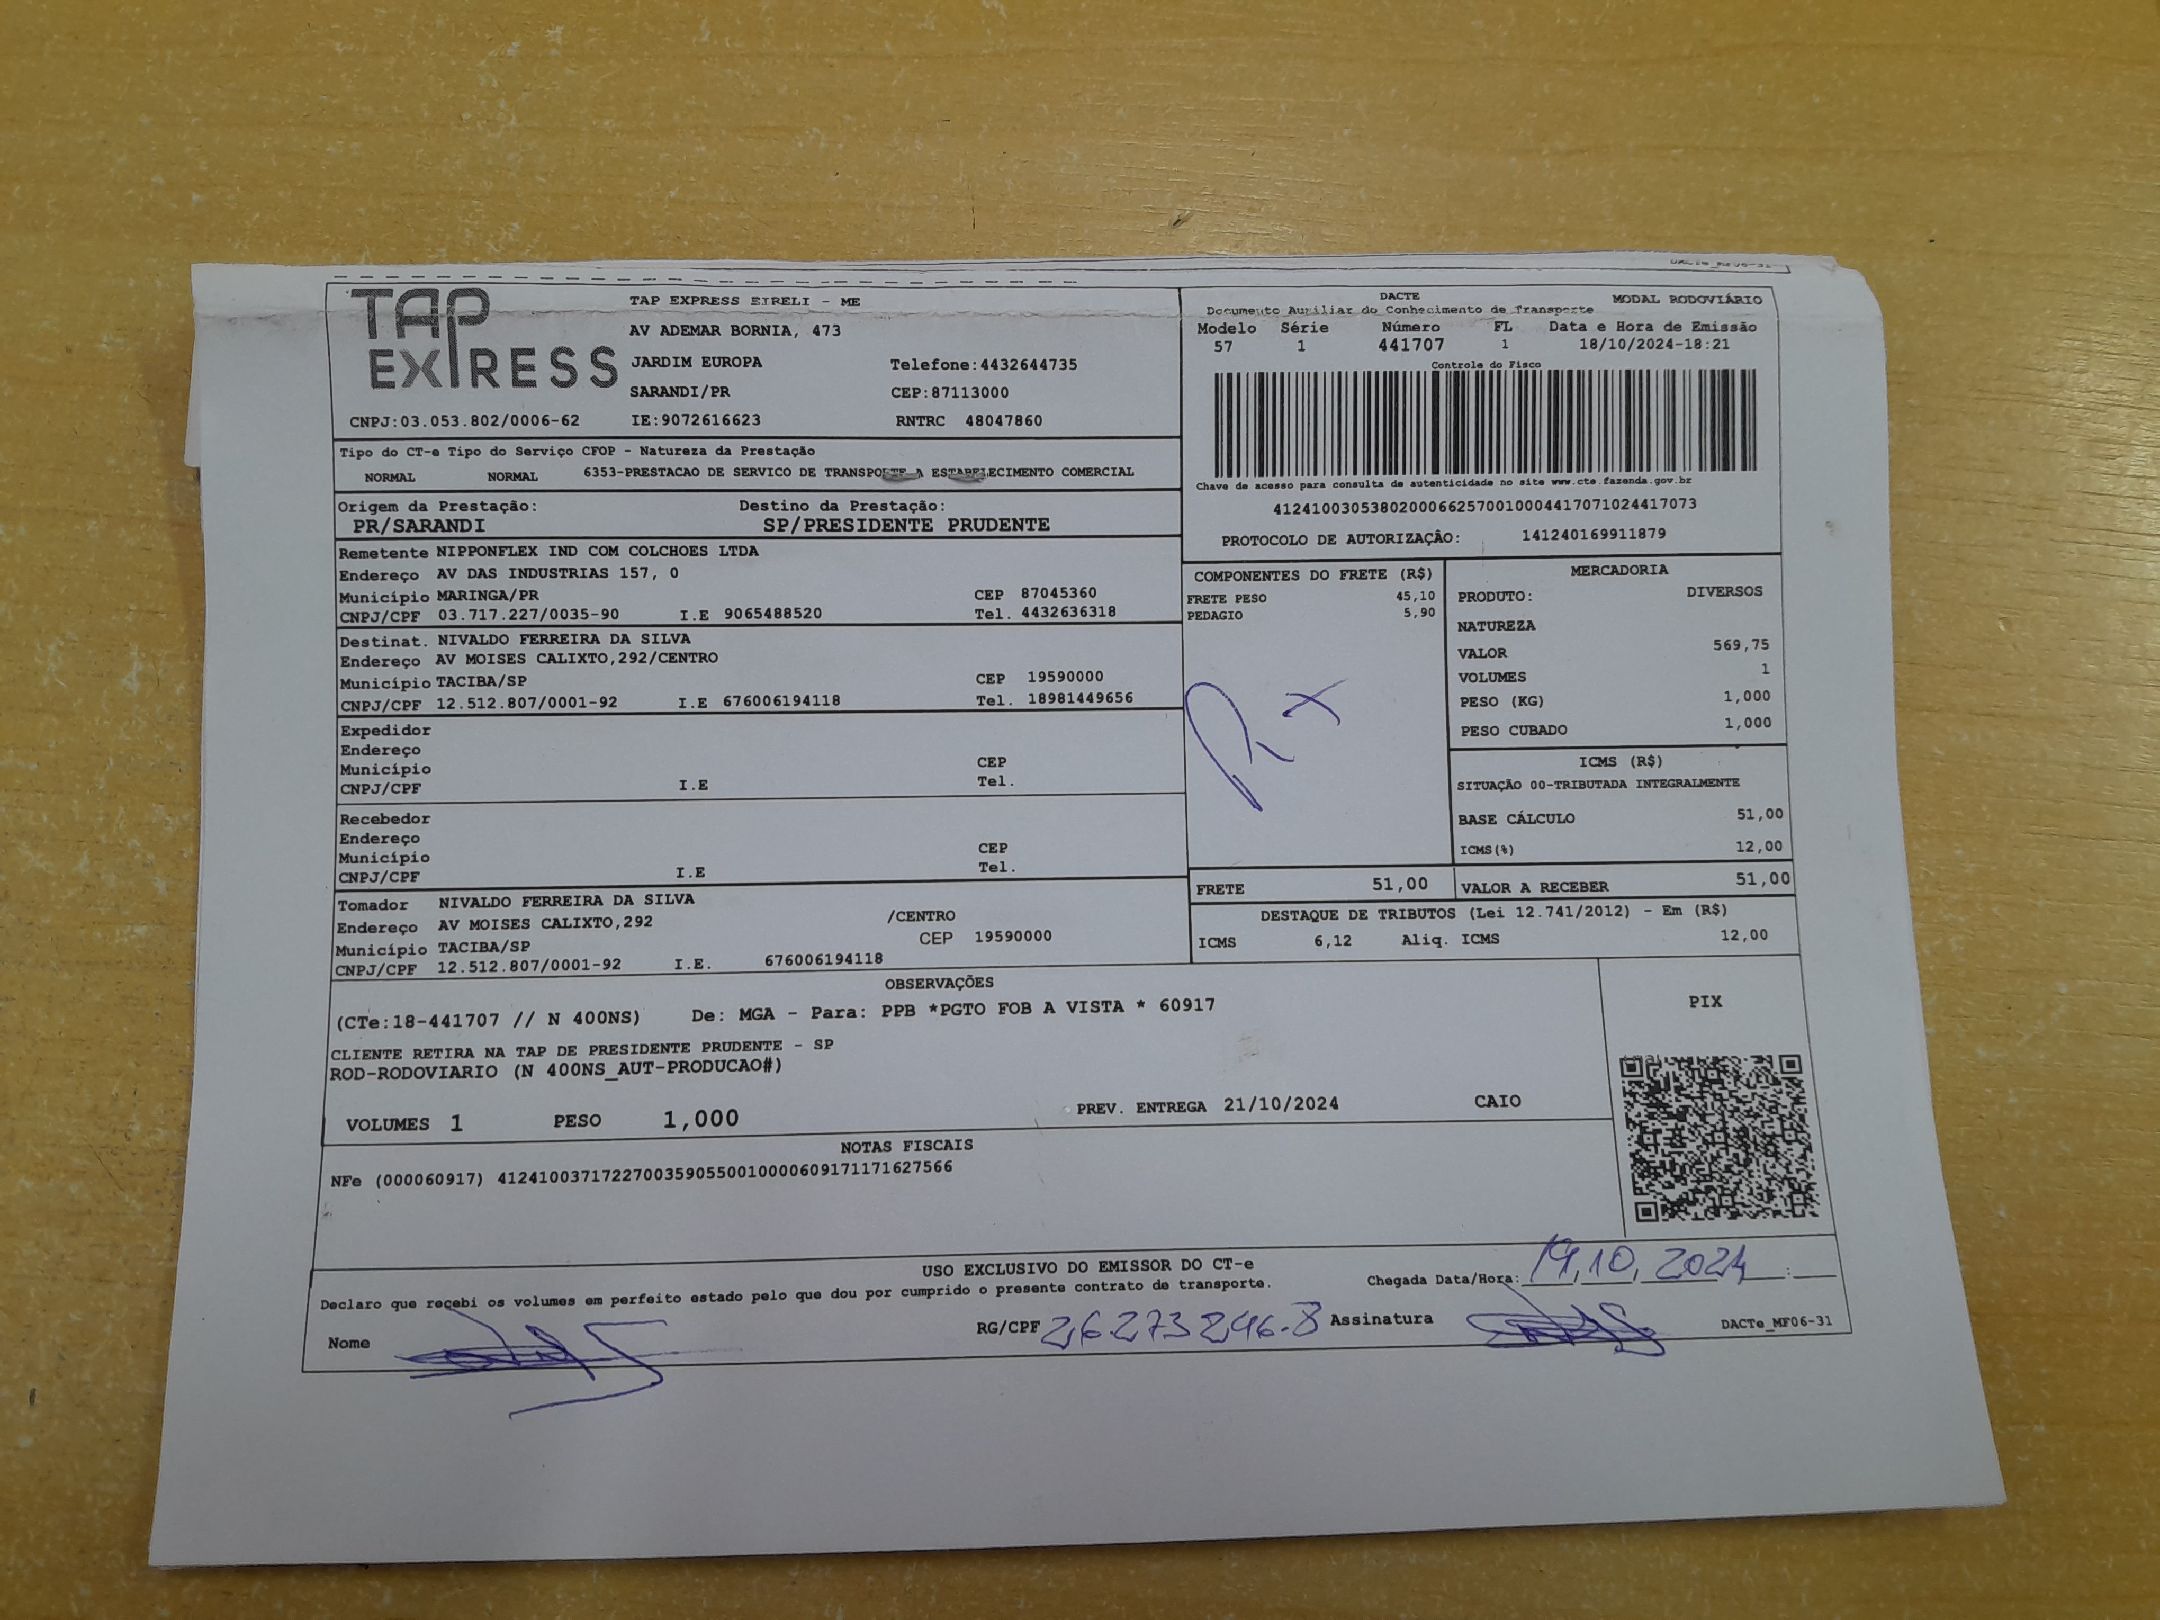 DACTe_MF06-31
TAP
EXPRESS
TAP EXPRESS EIRELI - ME
AV ADEMAR BORNIA, 473
JARDIM EUROPA Telefone:4432644735
SARANDI/PR CEP:87113000
CNPJ:03.053.802/0006-62 IE:9072616623 RNTRC 48047860
DACTE MODAL RODOVIÁRIO
Documento Auxiliar do Conhecimento de Transporte
Modelo Série Número FL Data e Hora de Emissão
57 1 441707 1 18/10/2024-18:21
Controle do Fisco
Chave de acesso para consulta de autenticidade no site www.cte.fazenda.gov.br
41241003053802000662570010004417071024417073
PROTOCOLO DE AUTORIZAÇÃO: 141240169911879
Tipo do CT-e Tipo do Serviço CFOP - Natureza da Prestação
NORMAL NORMAL 6353-PRESTACAO DE SERVICO DE TRANSPORTE A ESTABELECIMENTO COMERCIAL
Origem da Prestação: Destino da Prestação:
PR/SARANDI SP/PRESIDENTE PRUDENTE
Remetente NIPPONFLEX IND COM COLCHOES LTDA
Endereço AV DAS INDUSTRIAS 157, 0
Município MARINGA/PR CEP 87045360
CNPJ/CPF 03.717.227/0035-90 I.E 9065488520 Tel. 4432636318
Destinat. NIVALDO FERREIRA DA SILVA
Endereço AV MOISES CALIXTO,292/CENTRO
Município TACIBA/SP CEP 19590000
CNPJ/CPF 12.512.807/0001-92 I.E 676006194118 Tel. 18981449656
Expedidor
Endereço
Município CEP
CNPJ/CPF I.E Tel.
Recebedor
Endereço
Município CEP
CNPJ/CPF I.E Tel.
Tomador NIVALDO FERREIRA DA SILVA
Endereço AV MOISES CALIXTO,292 /CENTRO
Município TACIBA/SP CEP 19590000
CNPJ/CPF 12.512.807/0001-92 I.E. 676006194118
COMPONENTES DO FRETE (R$)
FRETE PESO 45,10
PEDAGIO 5,90
Pix
FRETE 51,00
MERCADORIA
PRODUTO: DIVERSOS
NATUREZA
VALOR 569,75
VOLUMES 1
PESO (KG) 1,000
PESO CUBADO 1,000
ICMS (R$)
SITUAÇÃO 00-TRIBUTADA INTEGRALMENTE
BASE CÁLCULO 51,00
ICMS(%) 12,00
VALOR A RECEBER 51,00
DESTAQUE DE TRIBUTOS (Lei 12.741/2012) - Em (R$)
ICMS 6,12 Aliq. ICMS 12,00
OBSERVAÇÕES
(CTe:18-441707 // N 400NS) De: MGA - Para: PPB *PGTO FOB A VISTA * 60917
CLIENTE RETIRA NA TAP DE PRESIDENTE PRUDENTE - SP
ROD-RODOVIARIO (N 400NS_AUT-PRODUCAO#)
VOLUMES 1 PESO 1,000 PREV. ENTREGA 21/10/2024 CAIO
PIX
NOTAS FISCAIS
NFe (000060917) 41241003717227003590550010000609171171627566
USO EXCLUSIVO DO EMISSOR DO CT-e
Declaro que recebi os volumes em perfeito estado pelo que dou por cumprido o presente contrato de transporte. Chegada Data/Hora: 19,10,2024 :
Nome RG/CPF 26273246-8 Assinatura DACTe_MF06-31